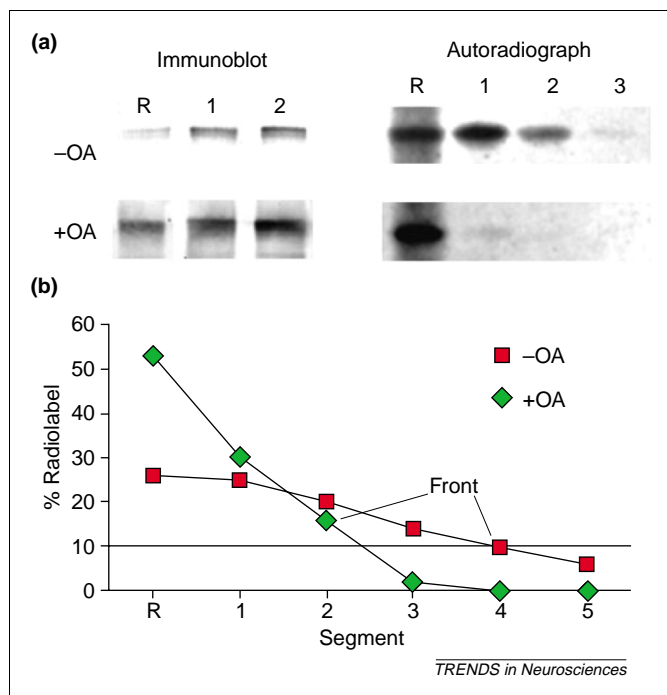 (a)
Immunoblot
Autoradiograph
R 1 2
R 1 2 3
–OA
+OA
(b)
60
50
40
30
20
10
0
% Radiolabel
–OA
+OA
Front
R 1 2 3 4 5
Segment
TRENDS in Neurosciences